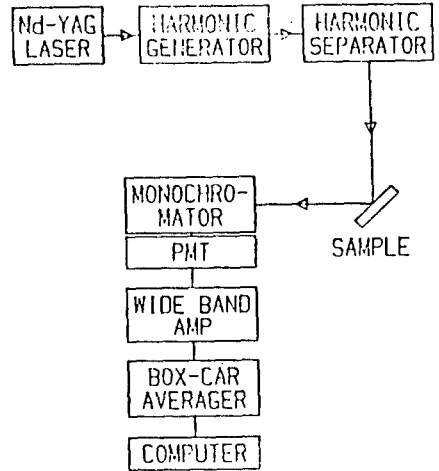 Nd-YAG
LASER
HARMONIC
GENERATOR
HARMONIC
SEPARATOR
MONOCHRO-
MATOR
PMT
SAMPLE
WIDE BAND
AMP
BOX-CAR
AVERAGER
COMPUTER